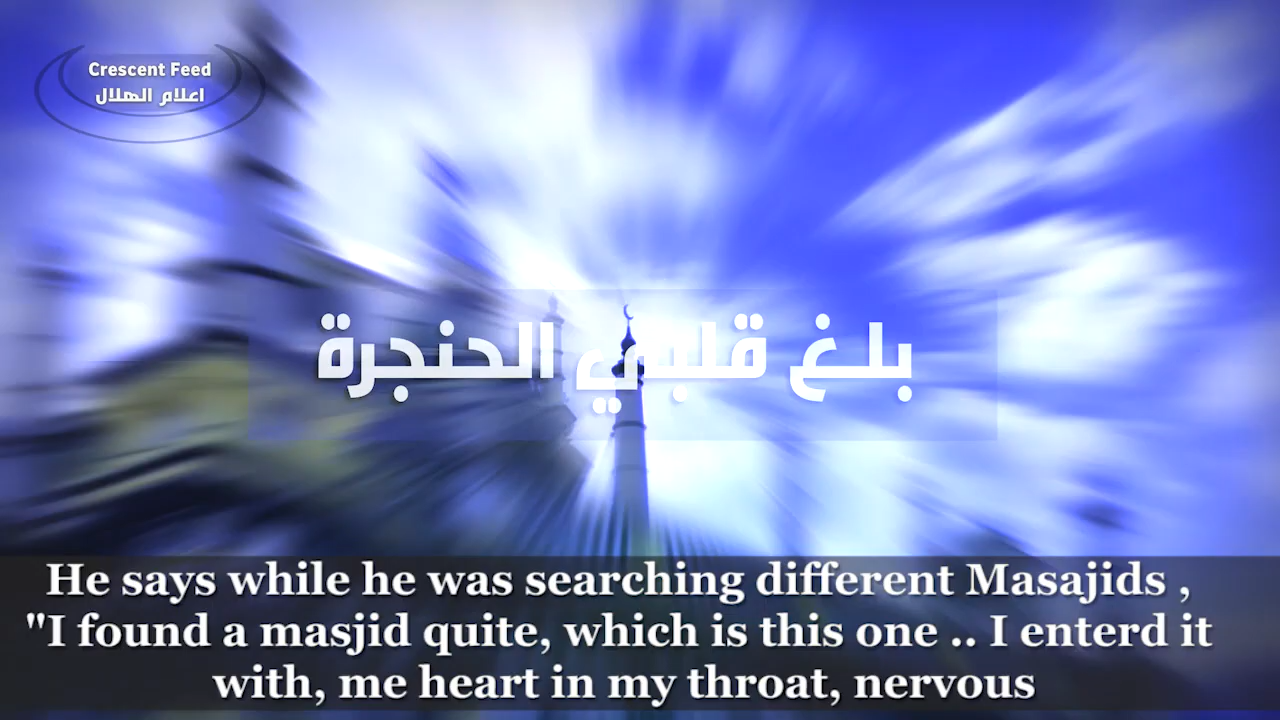 Crescent Feed
اعلام الهلال
بلغ قلبي الحنجرة
He says while he was searching different Masajids ,
"I found a masjid quite, which is this one .. I enterd it
with, me heart in my throat, nervous